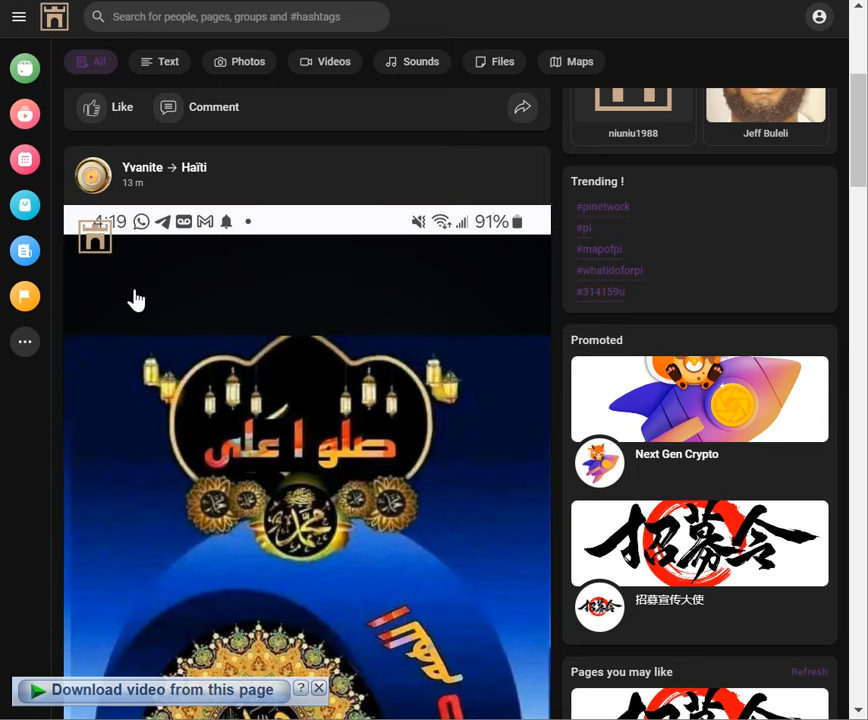 Search for people, pages, groups and #hashtags
All Text Photos Videos Sounds Files Maps
Like Comment
niuniu1988 Jeff Buleli
Yvanite → Haïti
13 m
4:19 91%
صلوا على
محمد
Trending !
#pinetwork
#pi
#mapofpi
#whatidoforpi
#314159u
Promoted
Next Gen Crypto
招募令
招募宣传大使
招募令
Pages you may like Refresh
Download video from this page ? X